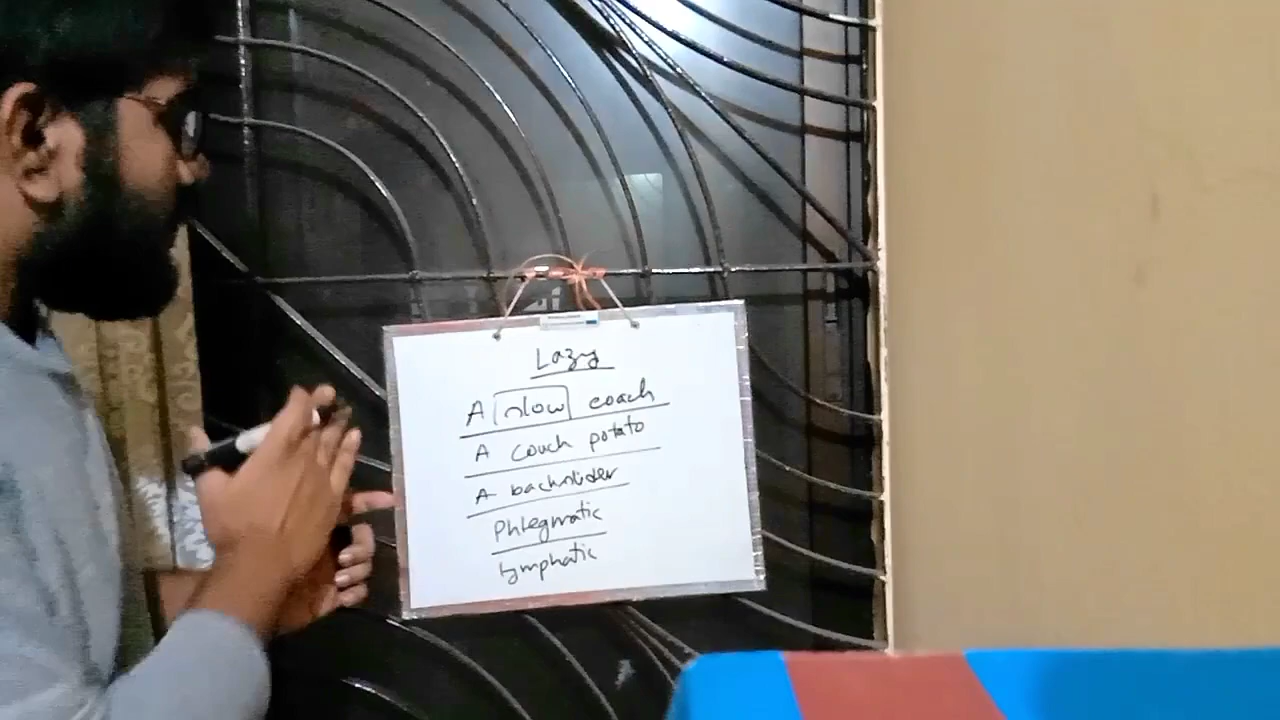 Lazy
A slow coach
A couch potato
A backslider
Phlegmatic
Lymphatic